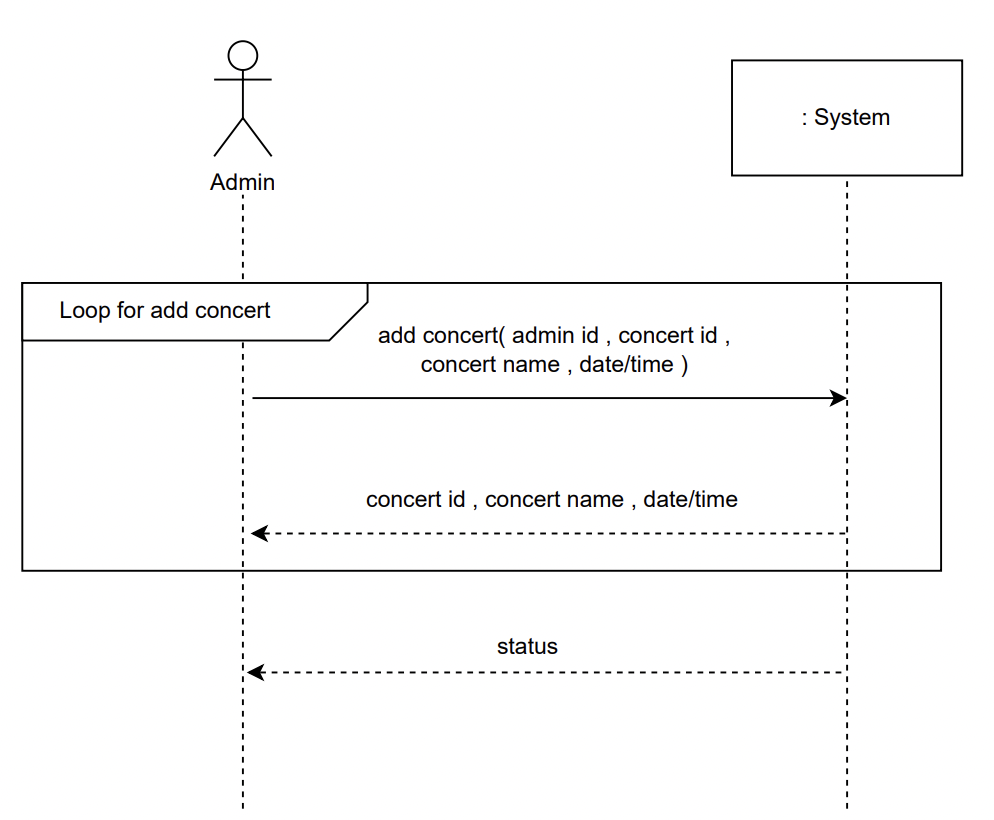 Admin
: System
Loop for add concert
add concert( admin id , concert id ,
concert name , date/time )
concert id , concert name , date/time
status